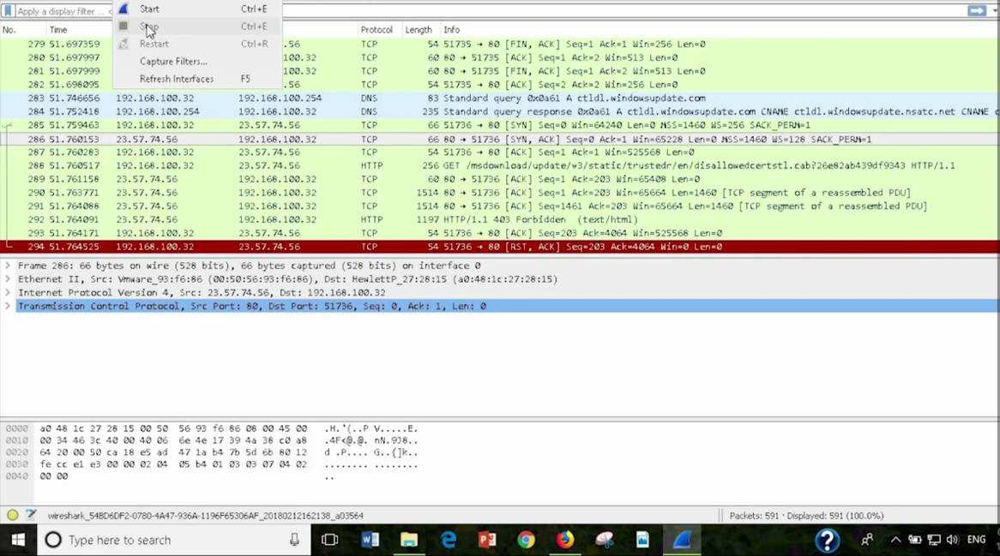 Apply a display filter ... <
Start Ctrl+E
Stop Ctrl+E
Restart Ctrl+R
Capture Filters...
Refresh Interfaces F5
No. Time Protocol Length Info
279 51.697359 .56 TCP 54 51735 → 80 [FIN, ACK] Seq=1 Ack=1 Win=256 Len=0
280 51.697997 .32 TCP 60 80 → 51735 [ACK] Seq=1 Ack=2 Win=513 Len=0
281 51.697997 .32 TCP 60 80 → 51735 [FIN, ACK] Seq=1 Ack=2 Win=513 Len=0
282 51.698095 .56 TCP 54 51735 → 80 [ACK] Seq=2 Ack=2 Win=256 Len=0
283 51.746656 192.168.100.32 192.168.100.254 DNS 83 Standard query 0x0a61 A ctldl.windowsupdate.com
284 51.752418 192.168.100.254 192.168.100.32 DNS 235 Standard query response 0x0a61 A ctldl.windowsupdate.com CNAME ctldl.windowsupdate.nsatc.net CNAME c
285 51.759463 192.168.100.32 23.57.74.56 TCP 66 51736 → 80 [SYN] Seq=0 Win=64240 Len=0 MSS=1460 WS=256 SACK_PERM=1
286 51.760153 23.57.74.56 192.168.100.32 TCP 66 80 → 51736 [SYN, ACK] Seq=0 Ack=1 Win=65228 Len=0 MSS=1460 WS=128 SACK_PERM=1
287 51.760283 192.168.100.32 23.57.74.56 TCP 54 51736 → 80 [ACK] Seq=1 Ack=1 Win=525568 Len=0
288 51.760517 192.168.100.32 23.57.74.56 HTTP 256 GET /msdownload/update/v3/static/trustedr/en/disallowedcertstl.cab?26e82ab439df9343 HTTP/1.1
289 51.761158 23.57.74.56 192.168.100.32 TCP 60 80 → 51736 [ACK] Seq=1 Ack=203 Win=65408 Len=0
290 51.763771 23.57.74.56 192.168.100.32 TCP 1514 80 → 51736 [ACK] Seq=1 Ack=203 Win=65664 Len=1460 [TCP segment of a reassembled PDU]
291 51.764088 23.57.74.56 192.168.100.32 TCP 1514 80 → 51736 [ACK] Seq=1461 Ack=203 Win=65664 Len=1460 [TCP segment of a reassembled PDU]
292 51.764091 23.57.74.56 192.168.100.32 HTTP 1197 HTTP/1.1 403 Forbidden (text/html)
293 51.764171 192.168.100.32 23.57.74.56 TCP 54 51736 → 80 [ACK] Seq=203 Ack=4064 Win=525568 Len=0
294 51.764525 192.168.100.32 23.57.74.56 TCP 54 51736 → 80 [RST, ACK] Seq=203 Ack=4064 Win=0 Len=0
Frame 286: 66 bytes on wire (528 bits), 66 bytes captured (528 bits) on interface 0
Ethernet II, Src: Vmware_93:f6:86 (00:50:56:93:f6:86), Dst: HewlettP_27:28:15 (a0:48:1c:27:28:15)
Internet Protocol Version 4, Src: 23.57.74.56, Dst: 192.168.100.32
Transmission Control Protocol, Src Port: 80, Dst Port: 51736, Seq: 0, Ack: 1, Len: 0
0000 a0 48 1c 27 28 15 00 50 56 93 f6 86 08 00 45 00 .H.'(..P V.....E.
0010 00 34 46 3c 40 00 40 06 6e 4e 17 39 4a 38 c0 a8 .4F<@.@. nN.9J8..
0020 64 20 00 50 ca 18 e5 ad 47 1a b4 7b 5d 6b 80 12 d .P.... G..{]k..
0030 fe cc e1 e3 00 00 02 04 05 b4 01 03 03 07 04 02 ........ ........
0040 00 00 ..
wireshark_54BD6DF2-0780-4A47-936A-1196F65306AF_20180212162138_a03564 Packets: 591 · Displayed: 591 (100.0%)
Type here to search ENG